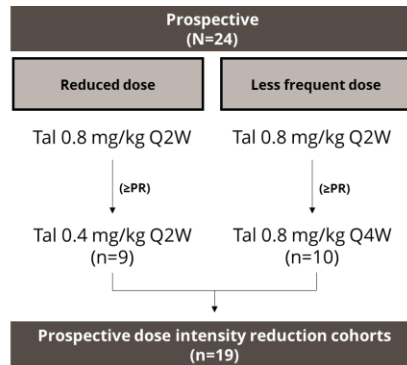 Prospective
(N=24)
Reduced dose
Less frequent dose
Tal 0.8 mg/kg Q2W
Tal 0.8 mg/kg Q2W
(≥PR)
(≥PR)
Tal 0.4 mg/kg Q2W
(n=9)
Tal 0.8 mg/kg Q4W
(n=10)
Prospective dose intensity reduction cohorts
(n=19)